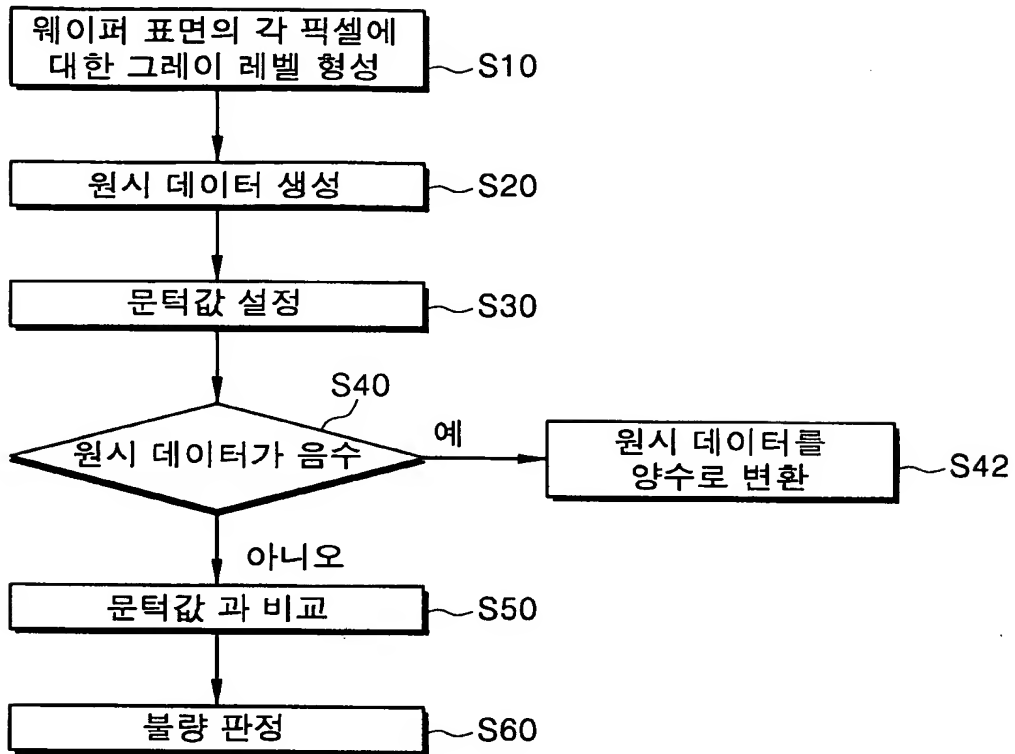 웨이퍼 표면의 각 픽셀에
대한 그레이 레벨 형성
S10
원시 데이터 생성
S20
문턱값 설정
S30
S40
원시 데이터가 음수
예
원시 데이터를
양수로 변환
S42
아니오
문턱값 과 비교
S50
불량 판정
S60